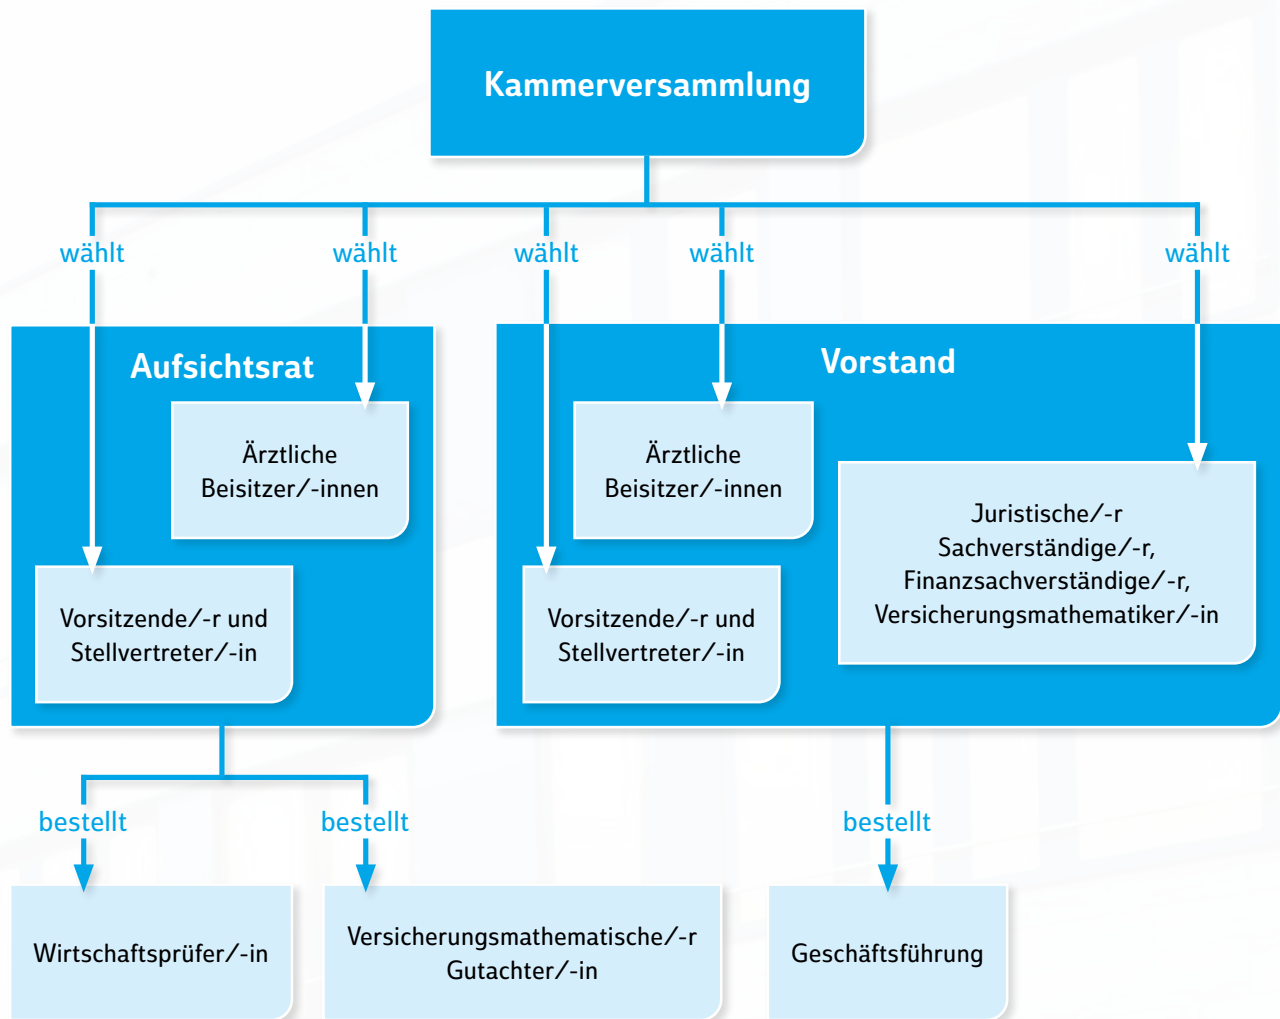 Kammerversammlung
wählt
wählt
wählt
wählt
wählt
Aufsichtsrat
Ärztliche
Beisitzer/-innen
Vorsitzende/-r und
Stellvertreter/-in
Vorstand
Ärztliche
Beisitzer/-innen
Vorsitzende/-r und
Stellvertreter/-in
Juristische/-r
Sachverständige/-r,
Finanzsachverständige/-r,
Versicherungsmathematiker/-in
bestellt
bestellt
bestellt
Wirtschaftsprüfer/-in
Versicherungsmathematische/-r
Gutachter/-in
Geschäftsführung